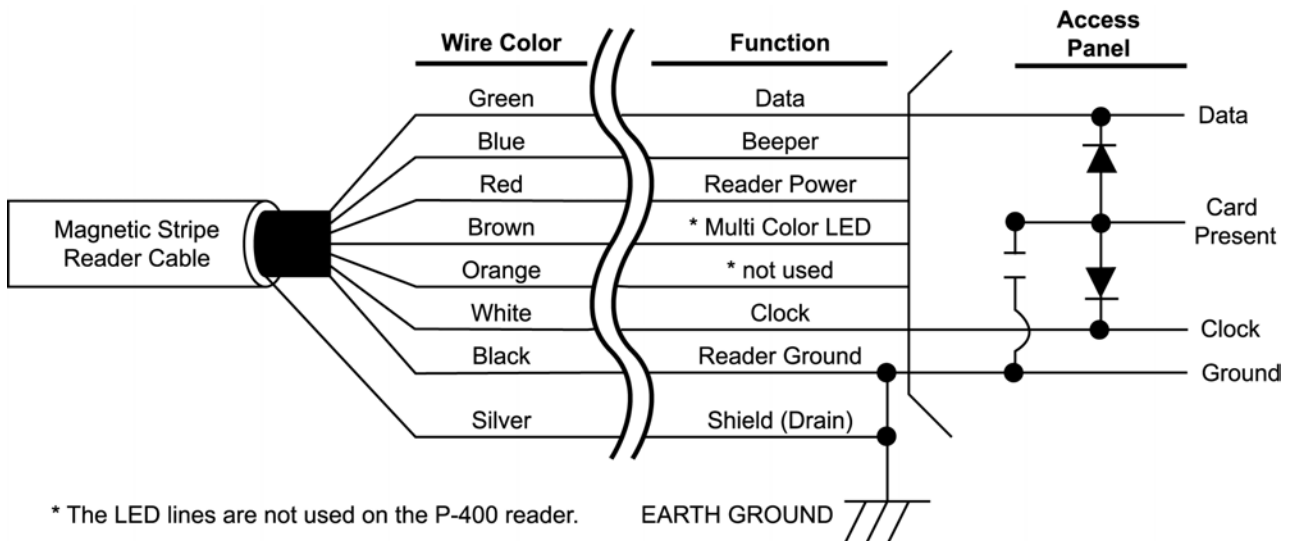 Wire Color
Function
Access
Panel
Green
Data
Data
Blue
Beeper
Red
Reader Power
Magnetic Stripe
Reader Cable
Brown
* Multi Color LED
Card
Present
Orange
* not used
White
Clock
Clock
Black
Reader Ground
Ground
Silver
Shield (Drain)
* The LED lines are not used on the P-400 reader.
EARTH GROUND